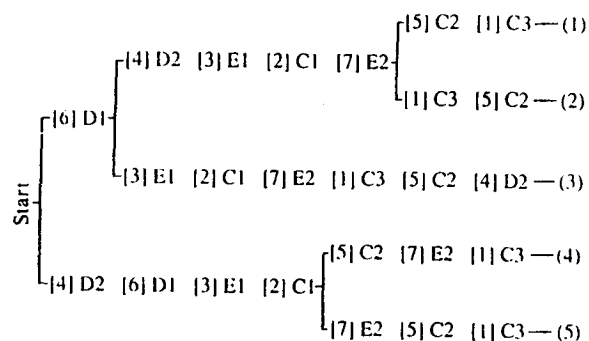 [5] C2 [1] C3 — (1)
[4] D2 [3] E1 [2] C1 [7] E2
[1] C3 [5] C2 — (2)
[6] D1
[3] E1 [2] C1 [7] E2 [1] C3 [5] C2 [4] D2 — (3)
Start
[5] C2 [7] E2 [1] C3 — (4)
[4] D2 [6] D1 [3] E1 [2] C1
[7] E2 [5] C2 [1] C3 — (5)